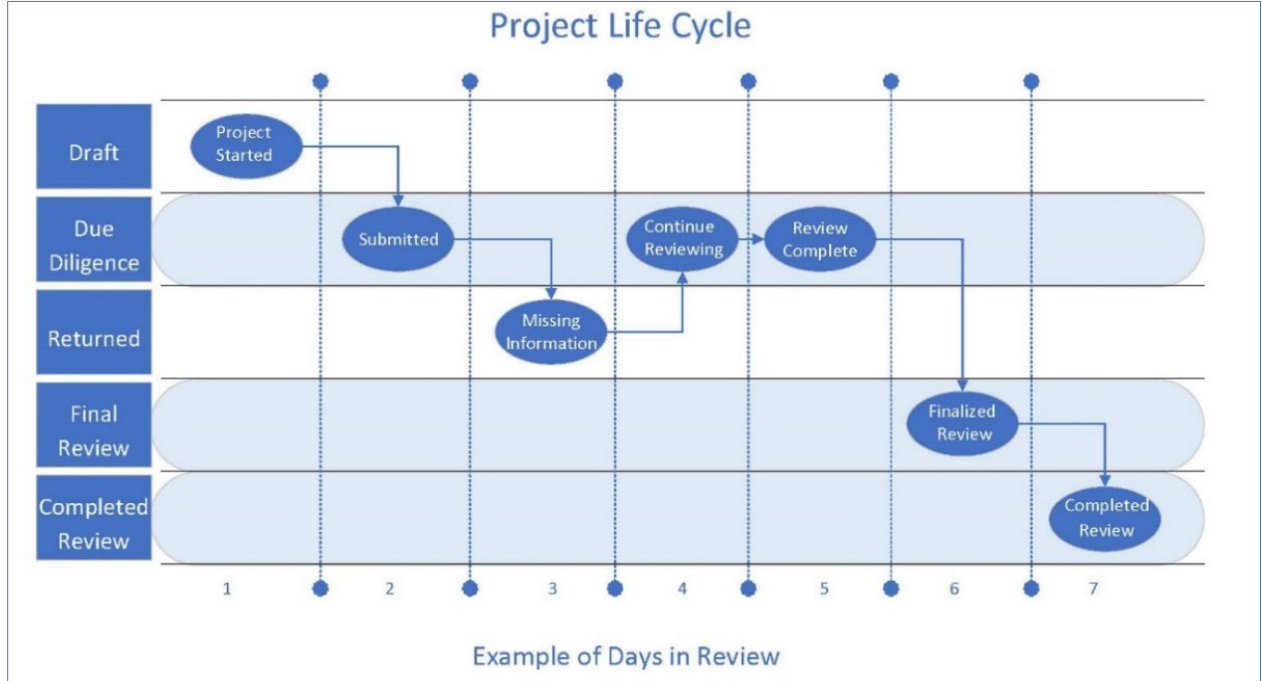 Project Life Cycle
Draft
Project
Started
Due
Diligence
Submitted
Continue
Reviewing
Review
Complete
Returned
Missing
Information
Final
Review
Finalized
Review
Completed
Review
Completed
Review
1 2 3 4 5 6 7
Example of Days in Review